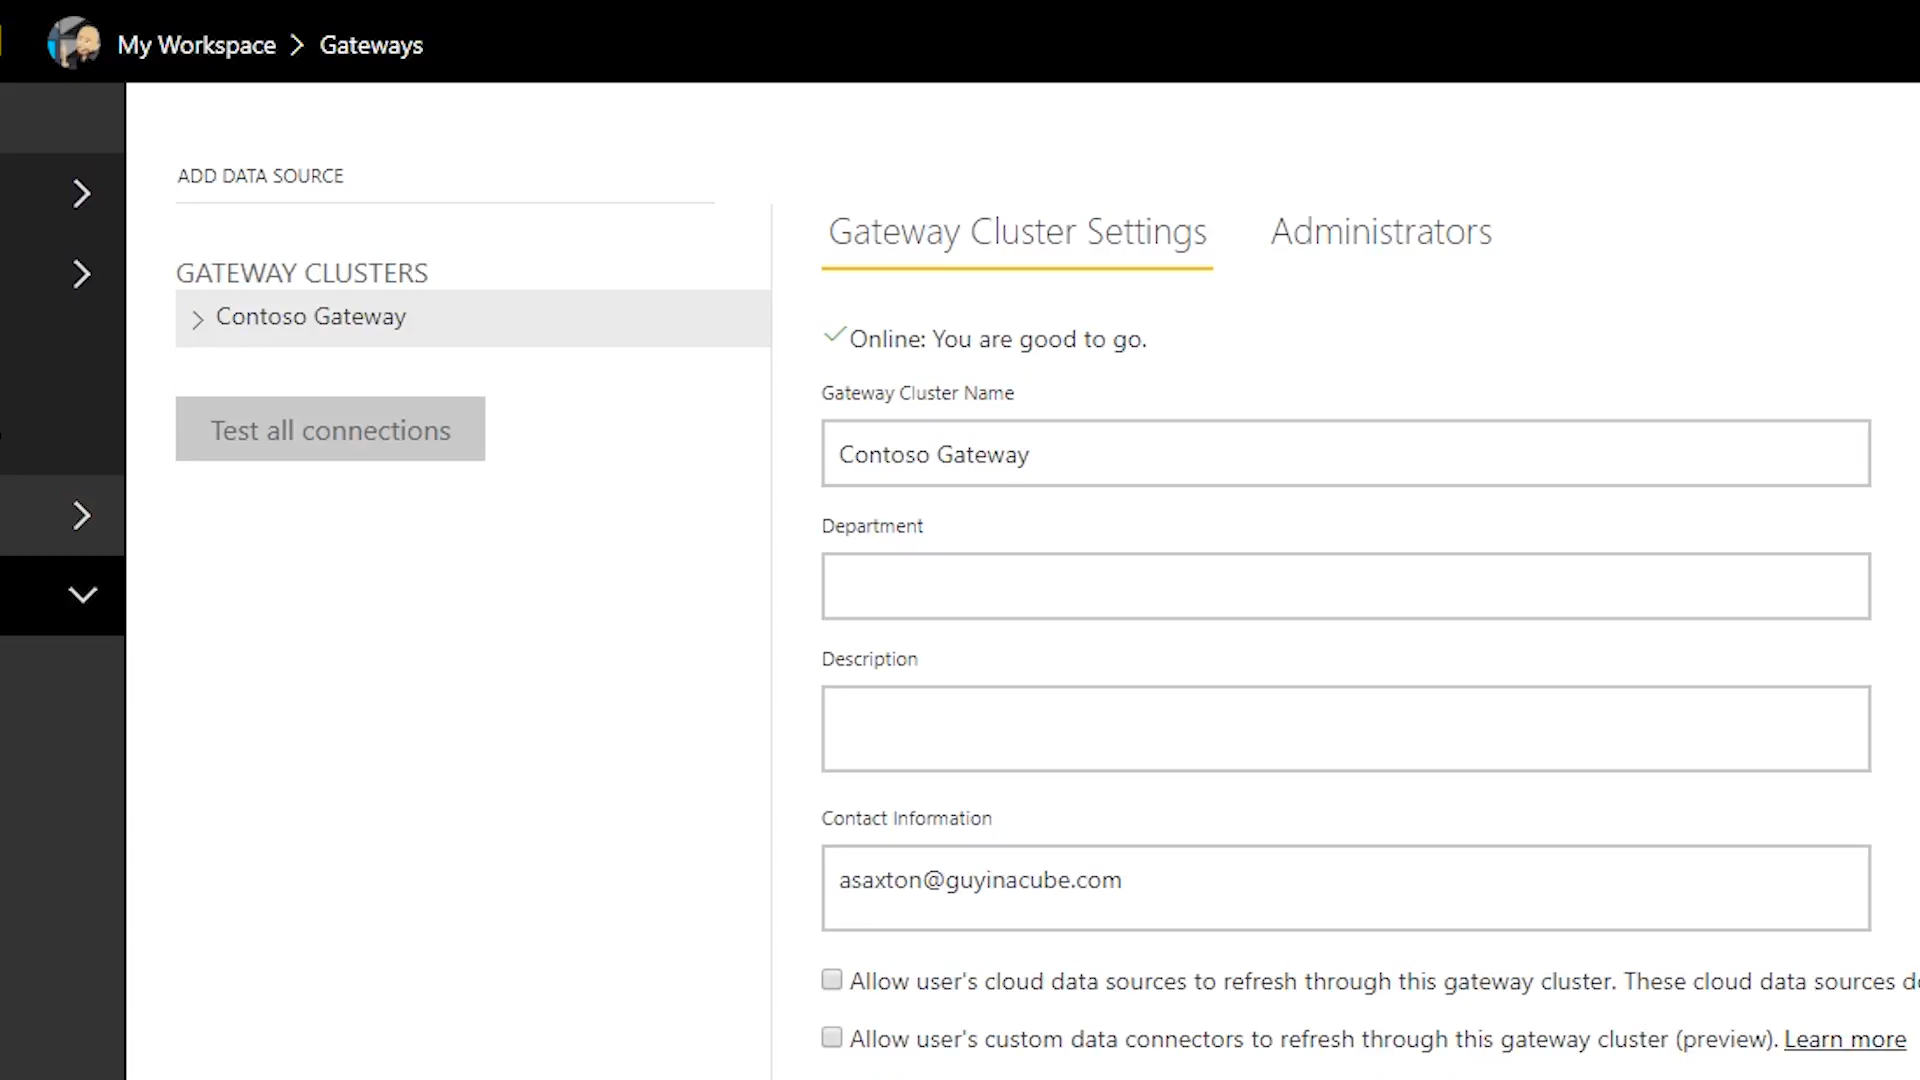 My Workspace > Gateways
ADD DATA SOURCE
GATEWAY CLUSTERS
Contoso Gateway
Test all connections
Gateway Cluster Settings
Administrators
Online: You are good to go.
Gateway Cluster Name
Contoso Gateway
Department
Description
Contact Information
asaxton@guyinacube.com
Allow user's cloud data sources to refresh through this gateway cluster. These cloud data sources
Allow user's custom data connectors to refresh through this gateway cluster (preview). Learn more